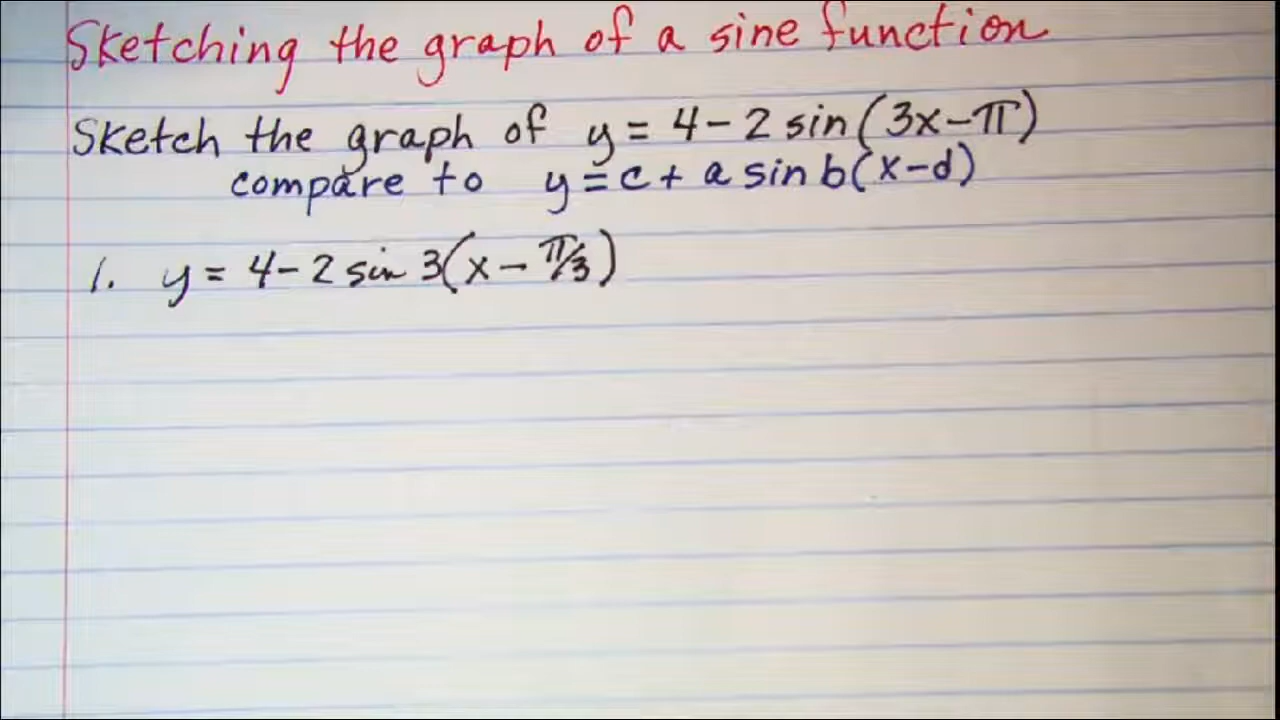 Sketching the graph of a sine function
Sketch the graph of y = 4 - 2 sin(3x - π)
compare to y = c + a sin b(x - d)
1. y = 4 - 2 sin 3(x - π/3)